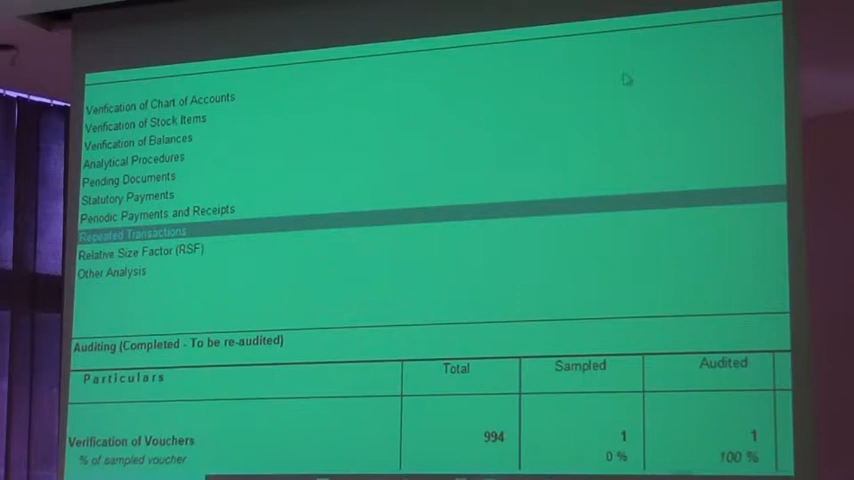 Verification of Chart of Accounts
Verification of Stock Items
Verification of Balances
Analytical Procedures
Pending Documents
Statutory Payments
Periodic Payments and Receipts
Repeated Transactions
Relative Size Factor (RSF)
Other Analysis
Auditing (Completed - To be re-audited)
Particulars Total Sampled Audited
Verification of Vouchers 994 1 1
% of sampled voucher 0 % 100 %